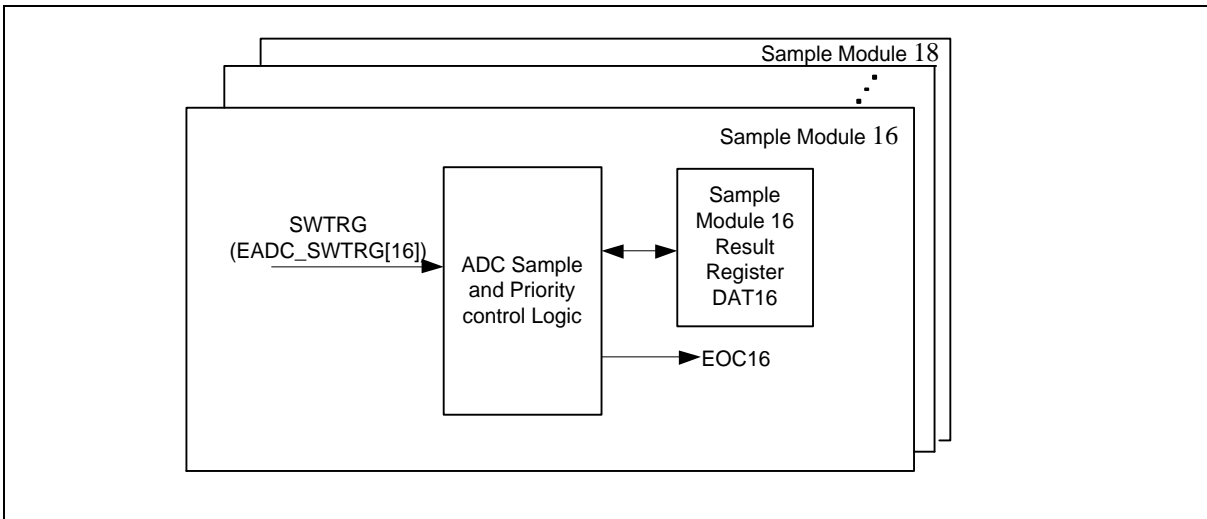 Sample Module 18
Sample Module 16
SWTRG
(EADC_SWTRG[16])
ADC Sample
and Priority
control Logic
Sample
Module 16
Result
Register
DAT16
EOC16